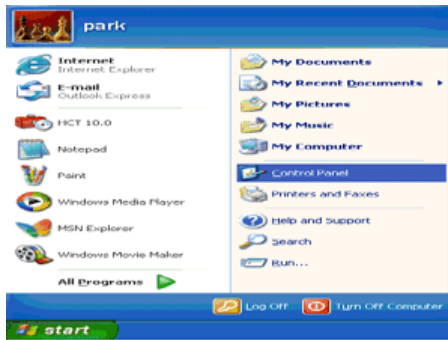 park
Internet
Internet Explorer
E-mail
Outlook Express
HCT 10.0
Notepad
Paint
Windows Media Player
MSN Explorer
Windows Movie Maker
All Programs
My Documents
My Recent Documents
My Pictures
My Music
My Computer
Control Panel
Printers and Faxes
Help and Support
Search
Run...
Log Off
Turn Off Computer
start